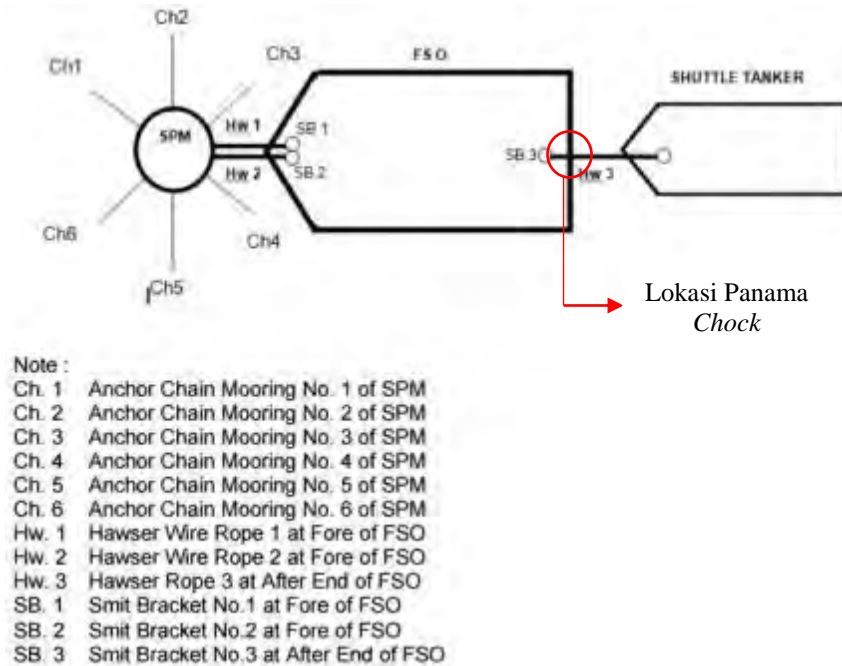 Ch2
Ch1
Ch3
FSO
SHUTTLE TANKER
SPM
Hw 1
SB.1
SB.3
Hw 2
SB.2
Hw 3
Ch6
Ch4
Ch5
Lokasi Panama
Chock
Note :
Ch. 1 Anchor Chain Mooring No. 1 of SPM
Ch. 2 Anchor Chain Mooring No. 2 of SPM
Ch. 3 Anchor Chain Mooring No. 3 of SPM
Ch. 4 Anchor Chain Mooring No. 4 of SPM
Ch. 5 Anchor Chain Mooring No. 5 of SPM
Ch. 6 Anchor Chain Mooring No. 6 of SPM
Hw. 1 Hawser Wire Rope 1 at Fore of FSO
Hw. 2 Hawser Wire Rope 2 at Fore of FSO
Hw. 3 Hawser Rope 3 at After End of FSO
SB. 1 Smit Bracket No.1 at Fore of FSO
SB. 2 Smit Bracket No.2 at Fore of FSO
SB. 3 Smit Bracket No.3 at After End of FSO